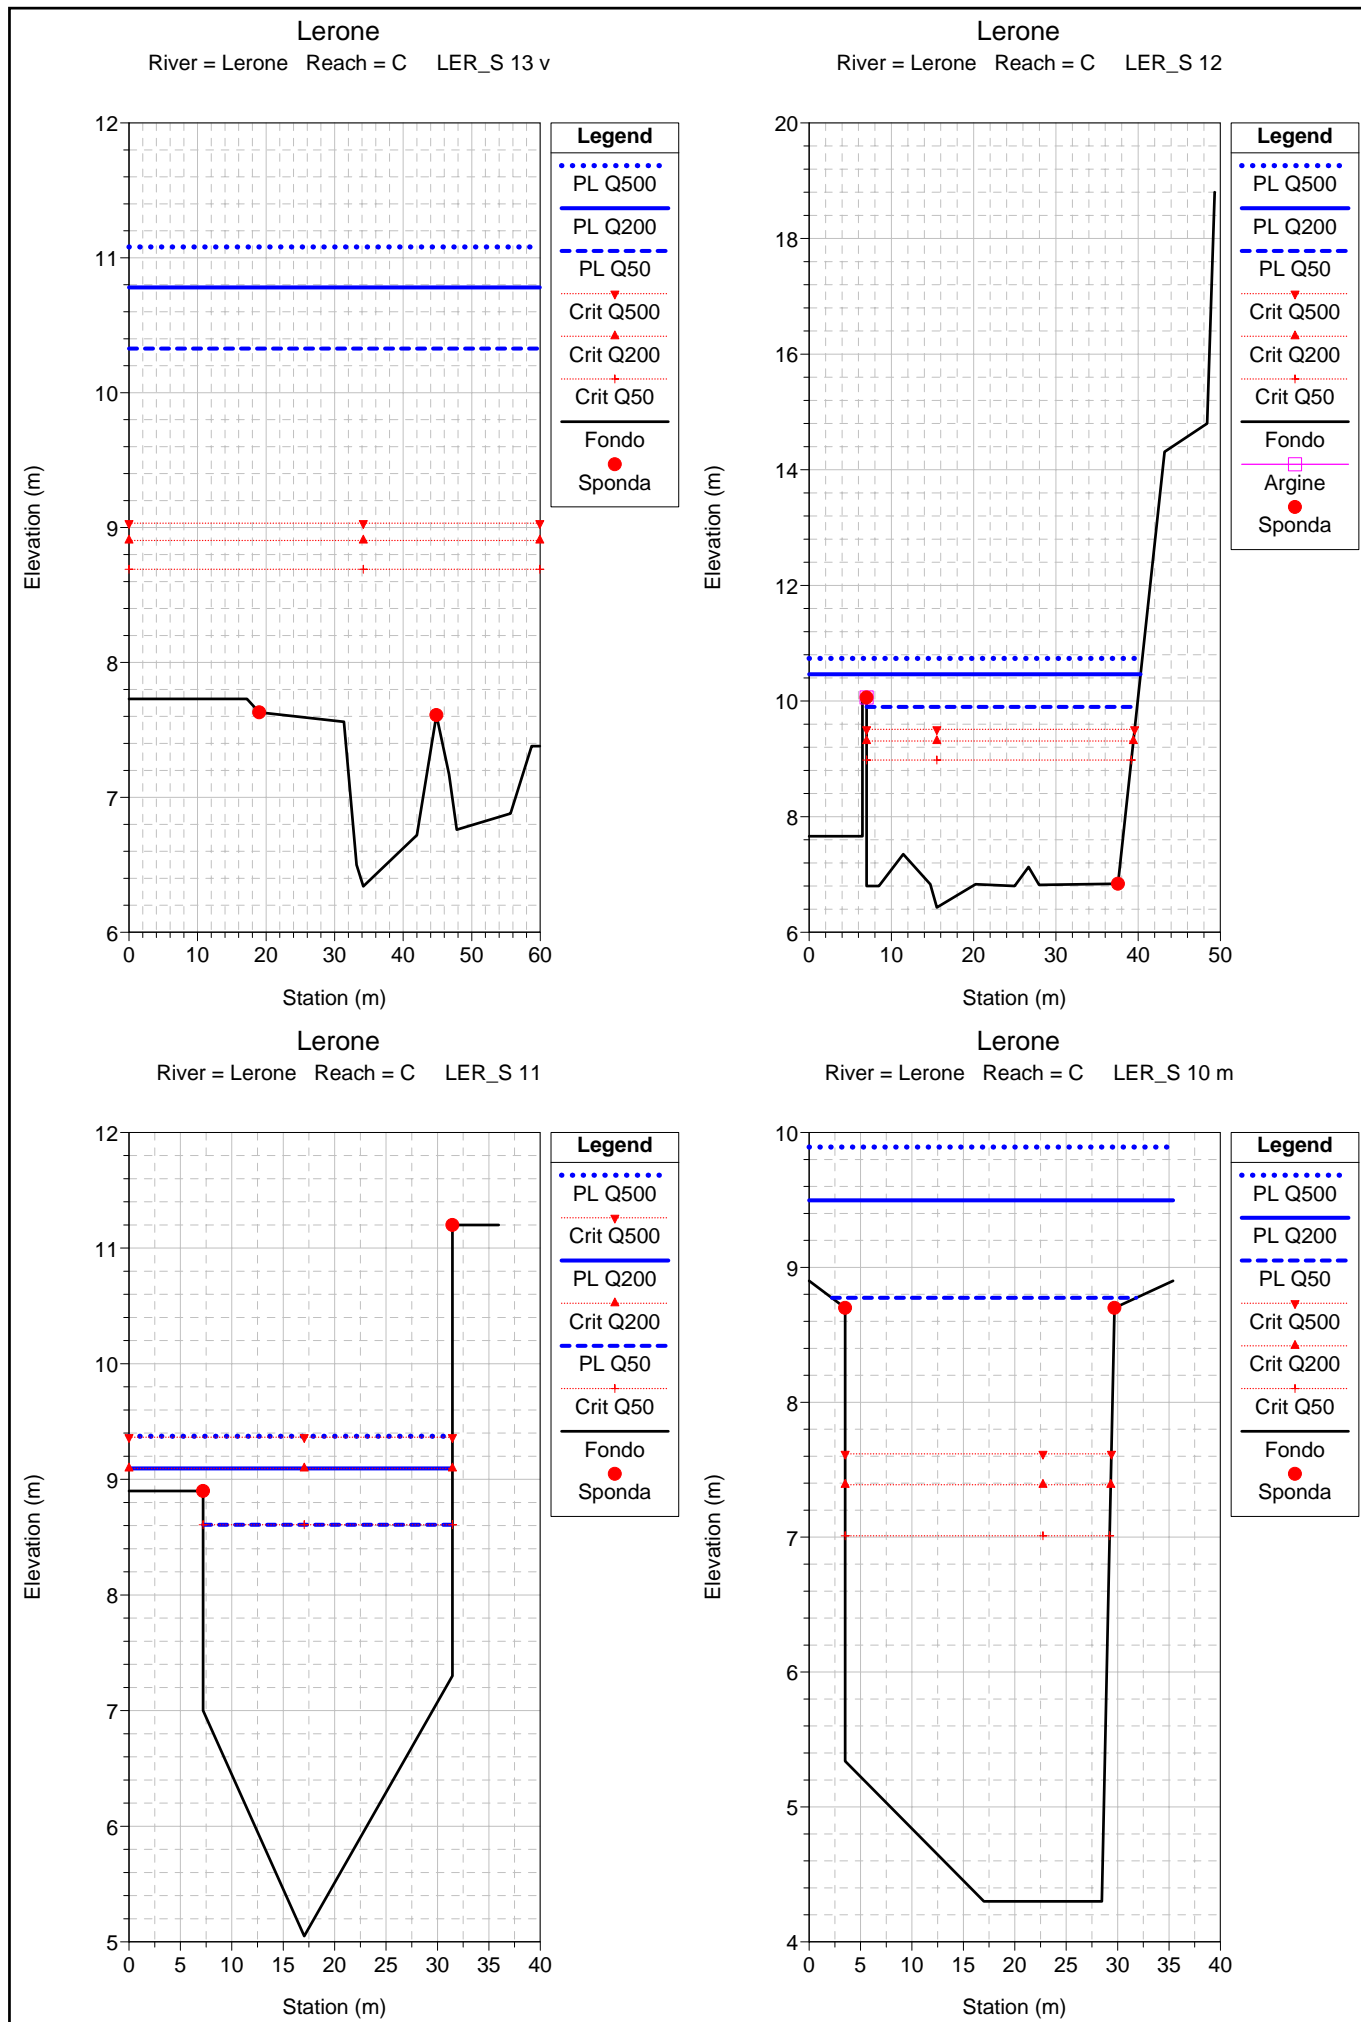 Lerone
River = Lerone Reach = C LER_S 13 v
12
11
10
9
8
7
6
0 10 20 30 40 50 60
Elevation (m)
Station (m)
Legend
PL Q500
PL Q200
PL Q50
Crit Q500
Crit Q200
Crit Q50
Fondo
Sponda
Lerone
River = Lerone Reach = C LER_S 12
20
18
16
14
12
10
8
6
0 10 20 30 40 50
Elevation (m)
Station (m)
Legend
PL Q500
PL Q200
PL Q50
Crit Q500
Crit Q200
Crit Q50
Fondo
Argine
Sponda
Lerone
River = Lerone Reach = C LER_S 11
12
11
10
9
8
7
6
5
0 5 10 15 20 25 30 35 40
Elevation (m)
Station (m)
Legend
PL Q500
Crit Q500
PL Q200
Crit Q200
PL Q50
Crit Q50
Fondo
Sponda
Lerone
River = Lerone Reach = C LER_S 10 m
10
9
8
7
6
5
4
0 5 10 15 20 25 30 35 40
Elevation (m)
Station (m)
Legend
PL Q500
PL Q200
PL Q50
Crit Q500
Crit Q200
Crit Q50
Fondo
Sponda